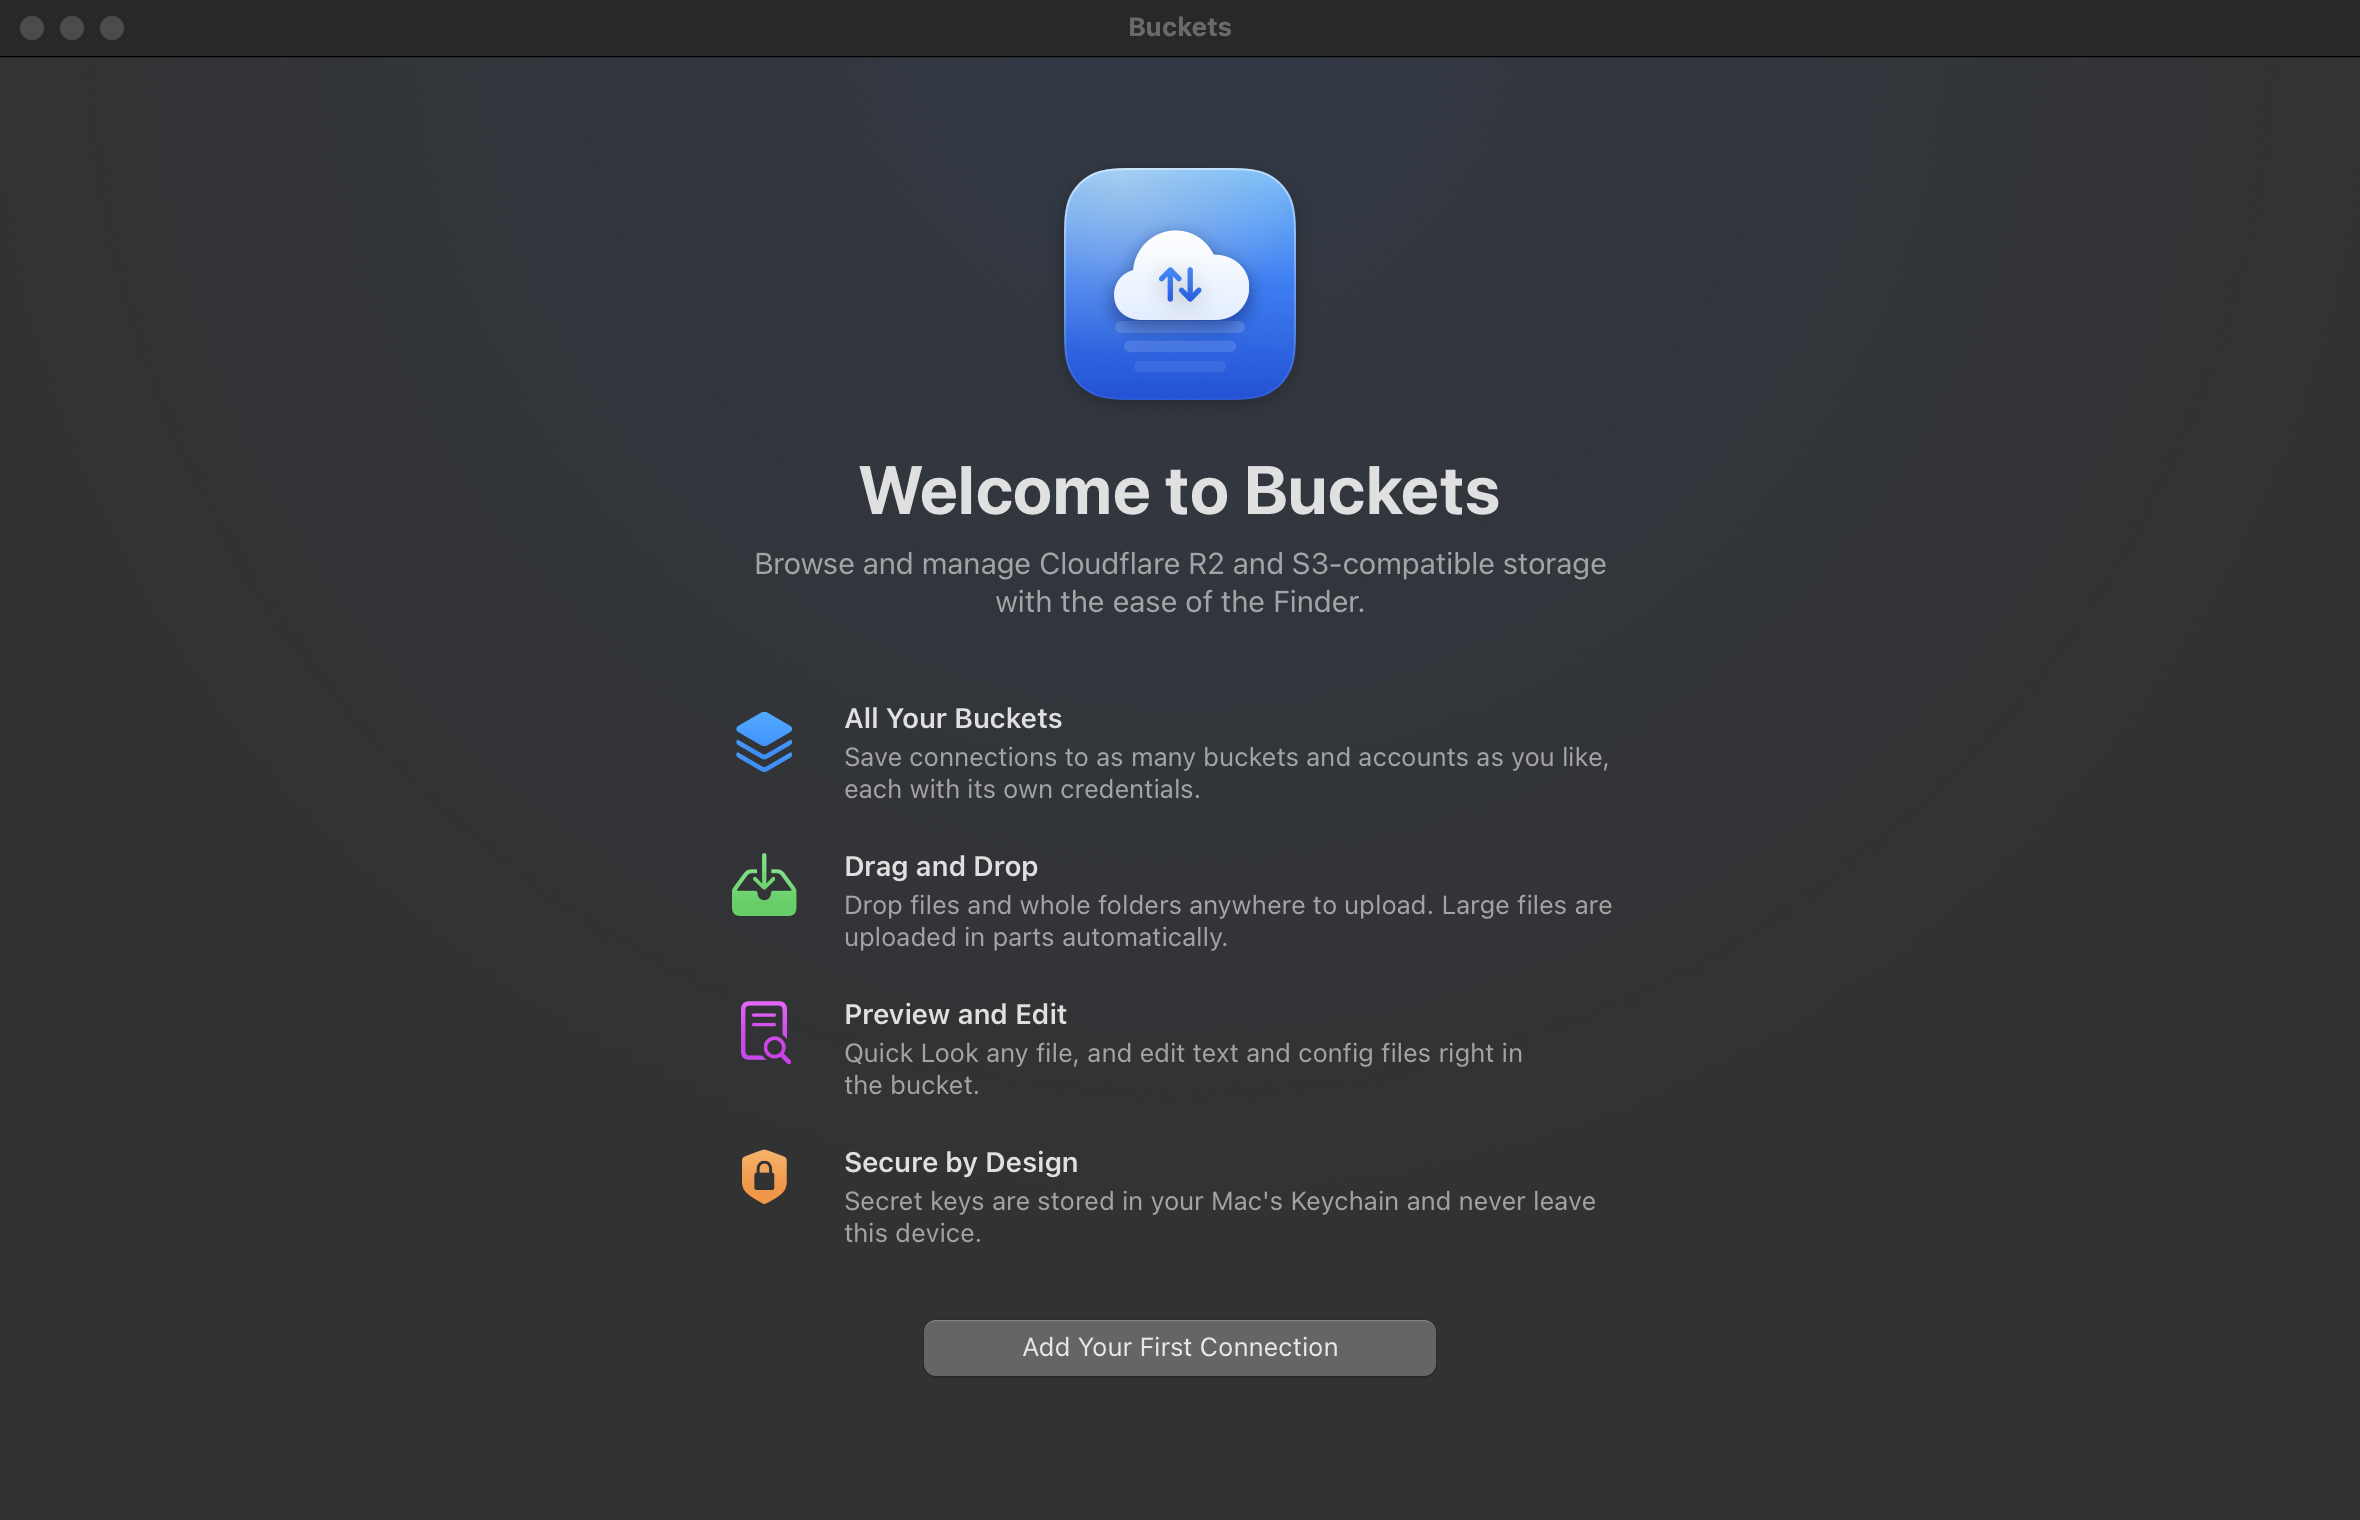 Buckets
Welcome to Buckets
Browse and manage Cloudflare R2 and S3-compatible storage
with the ease of the Finder.
All Your Buckets
Save connections to as many buckets and accounts as you like,
each with its own credentials.
Drag and Drop
Drop files and whole folders anywhere to upload. Large files are
uploaded in parts automatically.
Preview and Edit
Quick Look any file, and edit text and config files right in
the bucket.
Secure by Design
Secret keys are stored in your Mac's Keychain and never leave
this device.
Add Your First Connection